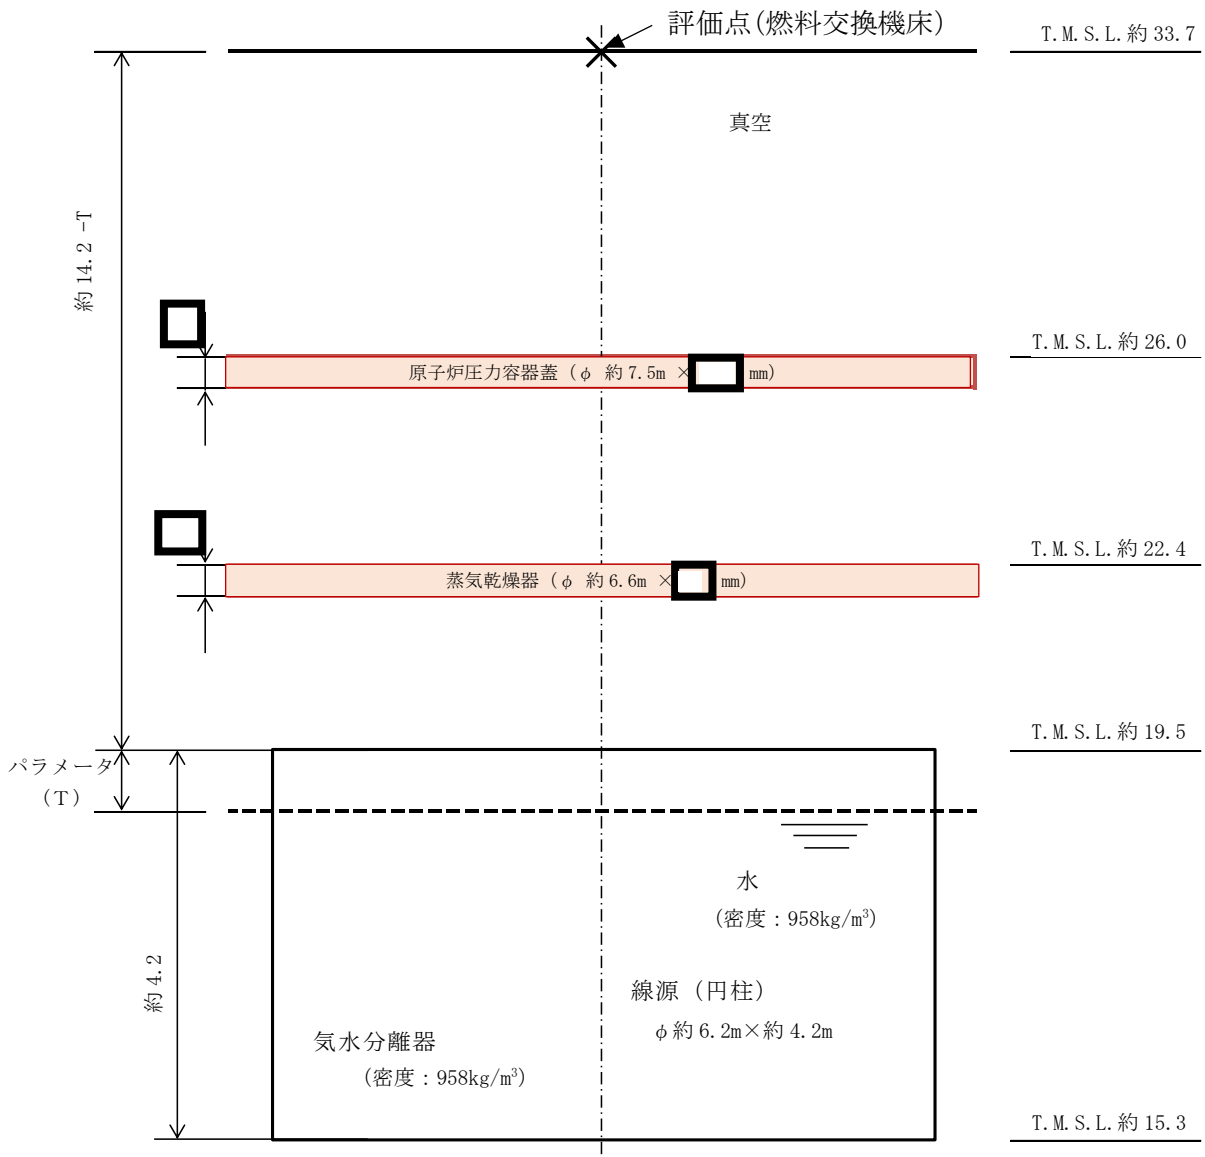 評価点(燃料交換機床)
T.M.S.L.約33.7
真空
約14.2 -T
T.M.S.L.約26.0
原子炉圧力容器蓋 (φ 約7.5m × mm)
T.M.S.L.約22.4
蒸気乾燥器 (φ 約6.6m × mm)
T.M.S.L.約19.5
パラメータ
(T)
水
(密度：958kg/m³)
約4.2
線源 (円柱)
φ約6.2m×約4.2m
気水分離器
(密度：958kg/m³)
T.M.S.L.約15.3